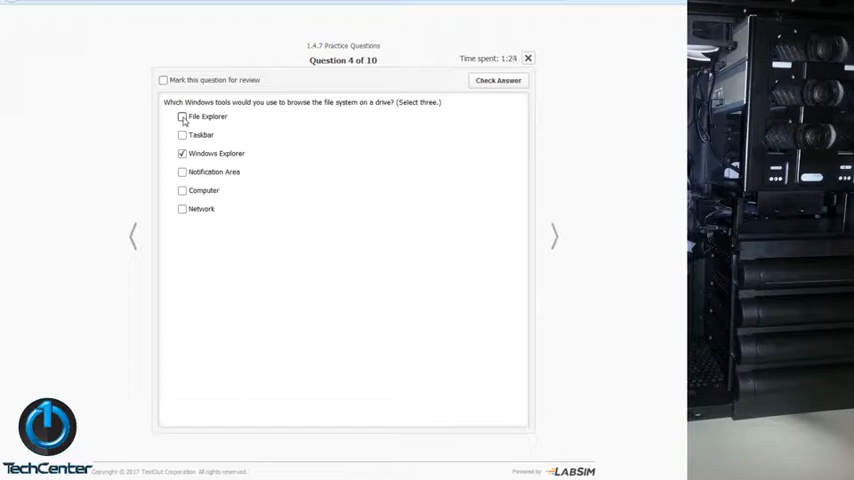 1.4.7 Practice Questions
Question 4 of 10
Time spent: 1:24
Mark this question for review
Check Answer
Which Windows tools would you use to browse the file system on a drive? (Select three.)
File Explorer
Taskbar
Windows Explorer
Notification Area
Computer
Network
TechCenter
Copyright © 2017 TestOut Corporation All rights reserved.
Powered by LABSIM